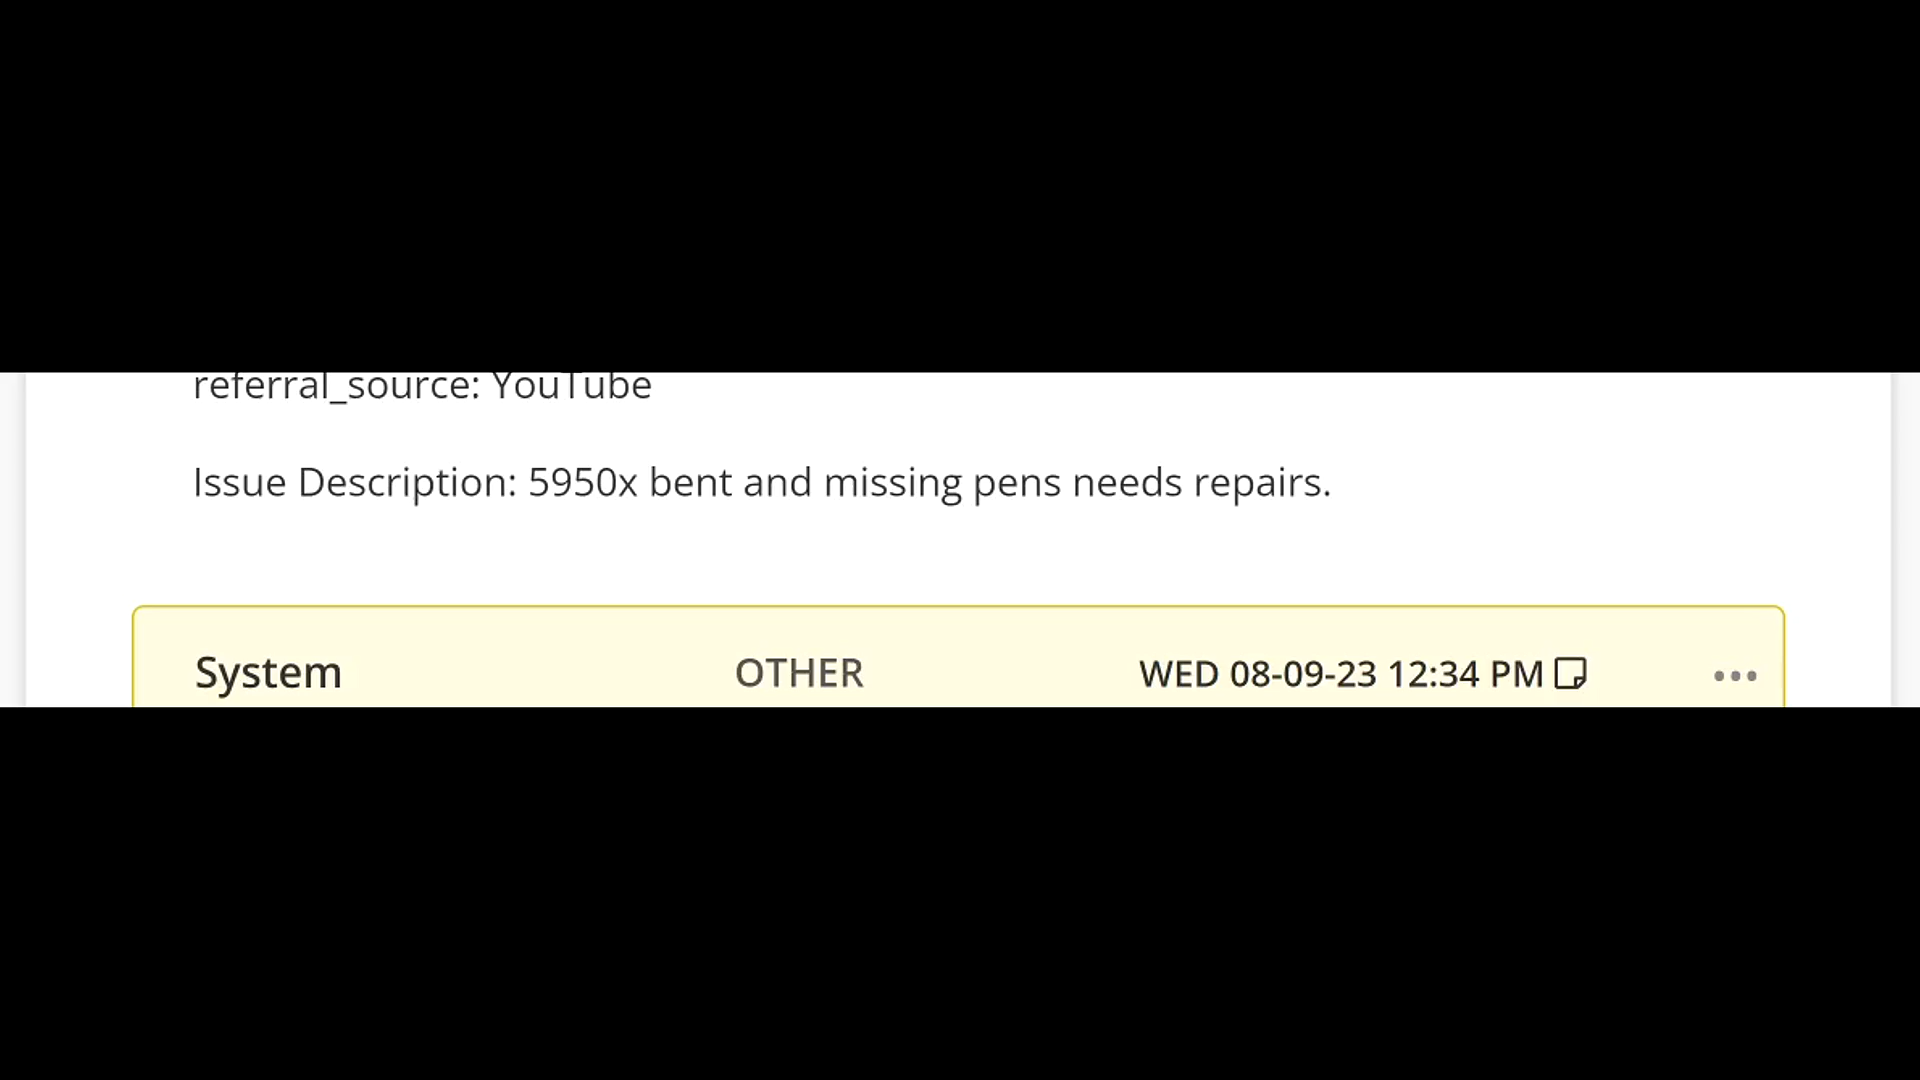 referral_source: YouTube
Issue Description: 5950x bent and missing pens needs repairs.
System OTHER WED 08-09-23 12:34 PM